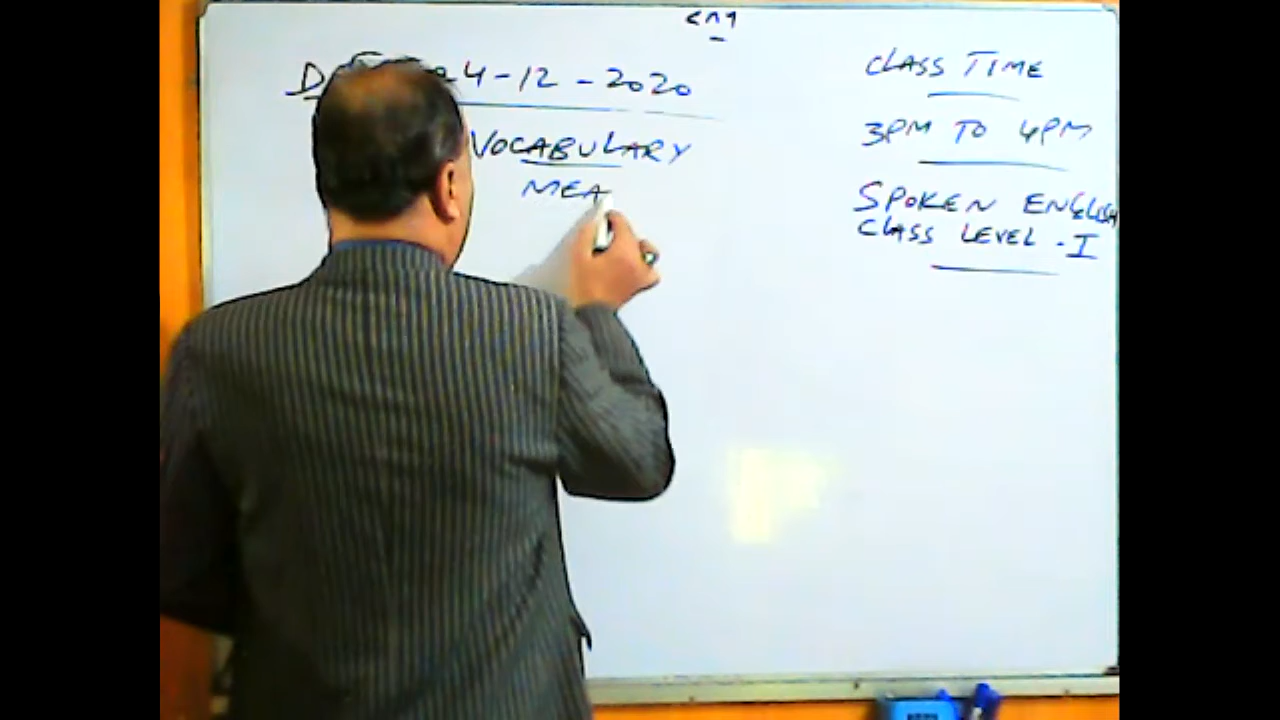 24-12-2020
VOCABULARY
MEA
CLASS TIME
3PM TO 4PM
SPOKEN ENGLISH
CLASS LEVEL - I